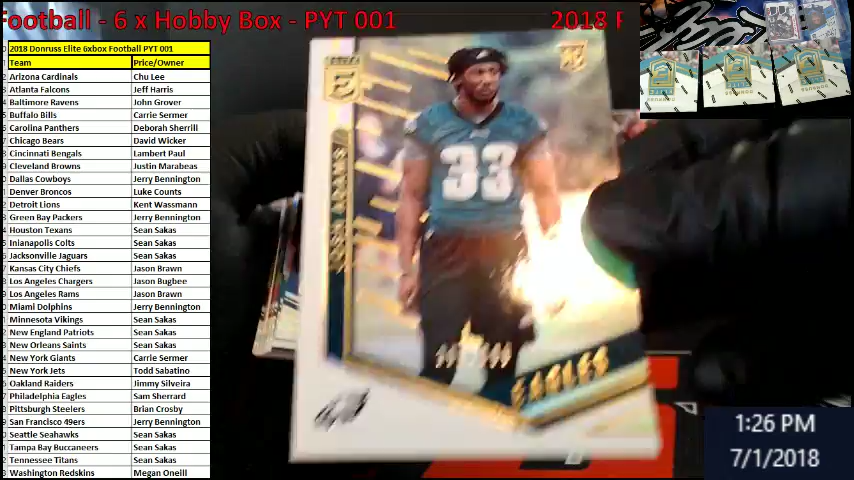 Football - 6 x Hobby Box - PYT 001
2018
2018 Donruss Elite 6xbox Football PYT 001
Team Price/Owner
Arizona Cardinals Chu Lee
Atlanta Falcons Jeff Harris
Baltimore Ravens John Grover
Buffalo Bills Carrie Sermer
Carolina Panthers Deborah Sherrill
Chicago Bears David Wicker
Cincinnati Bengals Lambert Paul
Cleveland Browns Justin Marabeas
Dallas Cowboys Jerry Bennington
Denver Broncos Luke Counts
Detroit Lions Kent Wassmann
Green Bay Packers Jerry Bennington
Houston Texans Sean Sakas
Inianapolis Colts Sean Sakas
Jacksonville Jaguars Sean Sakas
Kansas City Chiefs Jason Brawn
Los Angeles Chargers Jason Bugbee
Los Angeles Rams Jason Brawn
Miami Dolphins Jerry Bennington
Minnesota Vikings Sean Sakas
New England Patriots Sean Sakas
New Orleans Saints Sean Sakas
New York Giants Carrie Sermer
New York Jets Todd Sabatino
Oakland Raiders Jimmy Silveira
Philadelphia Eagles Sam Sherrard
Pittsburgh Steelers Brian Crosby
San Francisco 49ers Jerry Bennington
Seattle Seahawks Sean Sakas
Tampa Bay Buccaneers Sean Sakas
Tennessee Titans Sean Sakas
Washington Redskins Megan Oneill
RC
JOSH ADAMS
33
EAGLES
1:26 PM
7/1/2018